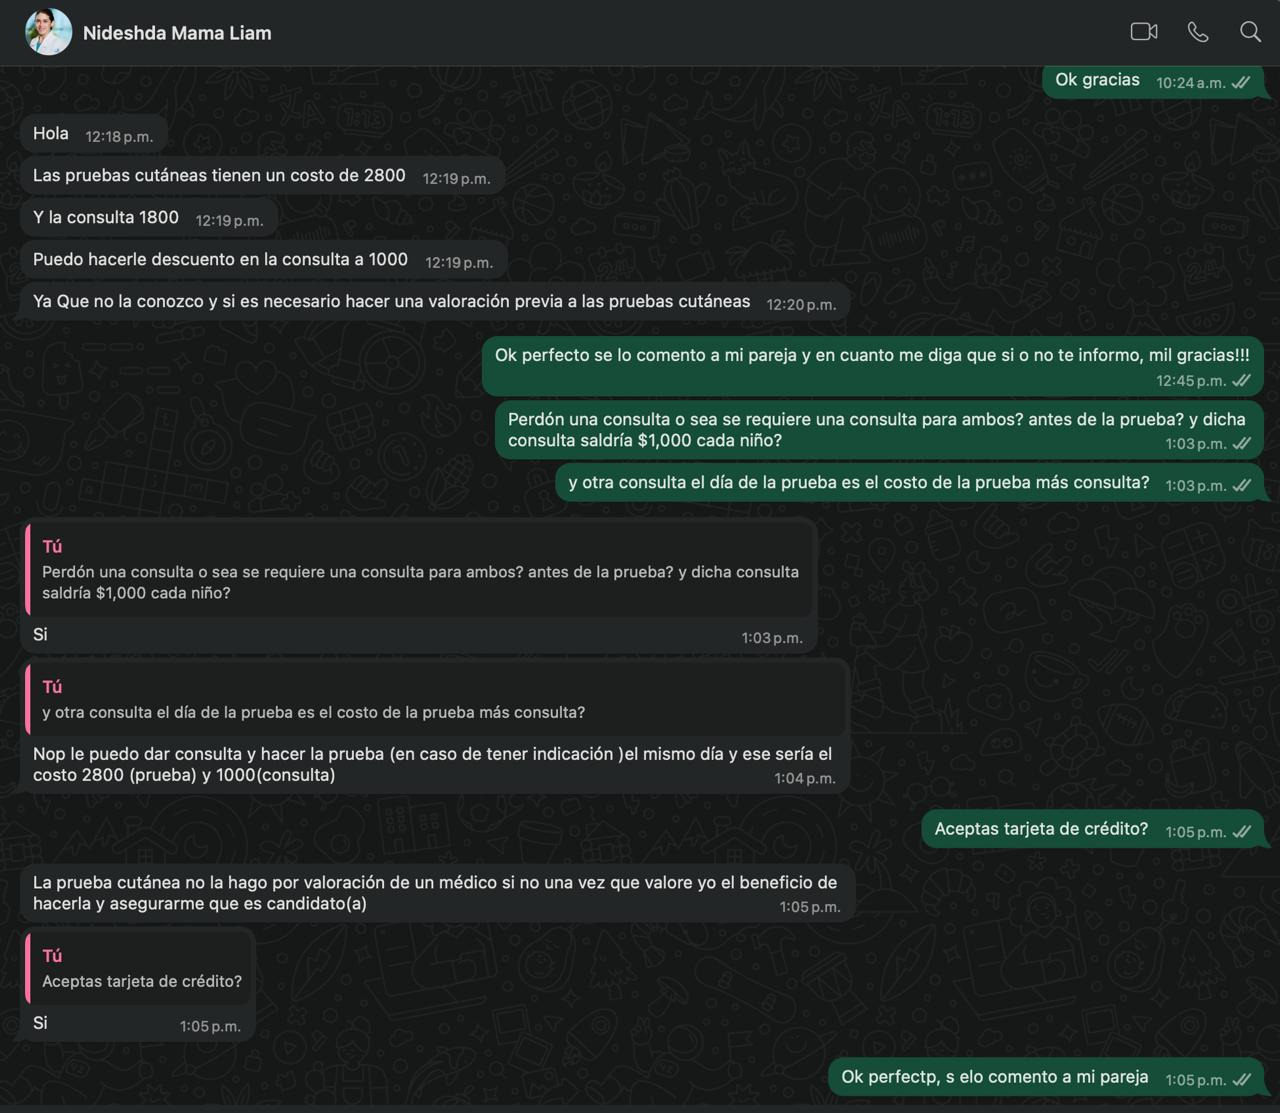 Nideshda Mama Liam
Ok gracias 10:24 a.m.
Hola 12:18 p.m.
Las pruebas cutáneas tienen un costo de 2800 12:19 p.m.
Y la consulta 1800 12:19 p.m.
Puedo hacerle descuento en la consulta a 1000 12:19 p.m.
Ya Que no la conozco y si es necesario hacer una valoración previa a las pruebas cutáneas 12:20 p.m.
Ok perfecto se lo comento a mi pareja y en cuanto me diga que si o no te informo, mil gracias!!!
12:45 p.m.
Perdón una consulta o sea se requiere una consulta para ambos? antes de la prueba? y dicha
consulta saldría $1,000 cada niño? 1:03 p.m.
y otra consulta el día de la prueba es el costo de la prueba más consulta? 1:03 p.m.
Tú
Perdón una consulta o sea se requiere una consulta para ambos? antes de la prueba? y dicha consulta
saldría $1,000 cada niño?
Si 1:03 p.m.
Tú
y otra consulta el día de la prueba es el costo de la prueba más consulta?
Nop le puedo dar consulta y hacer la prueba (en caso de tener indicación )el mismo día y ese sería el
costo 2800 (prueba) y 1000(consulta) 1:04 p.m.
Aceptas tarjeta de crédito? 1:05 p.m.
La prueba cutánea no la hago por valoración de un médico si no una vez que valore yo el beneficio de
hacerla y asegurarme que es candidato(a) 1:05 p.m.
Tú
Aceptas tarjeta de crédito?
Si 1:05 p.m.
Ok perfectp, s elo comento a mi pareja 1:05 p.m.